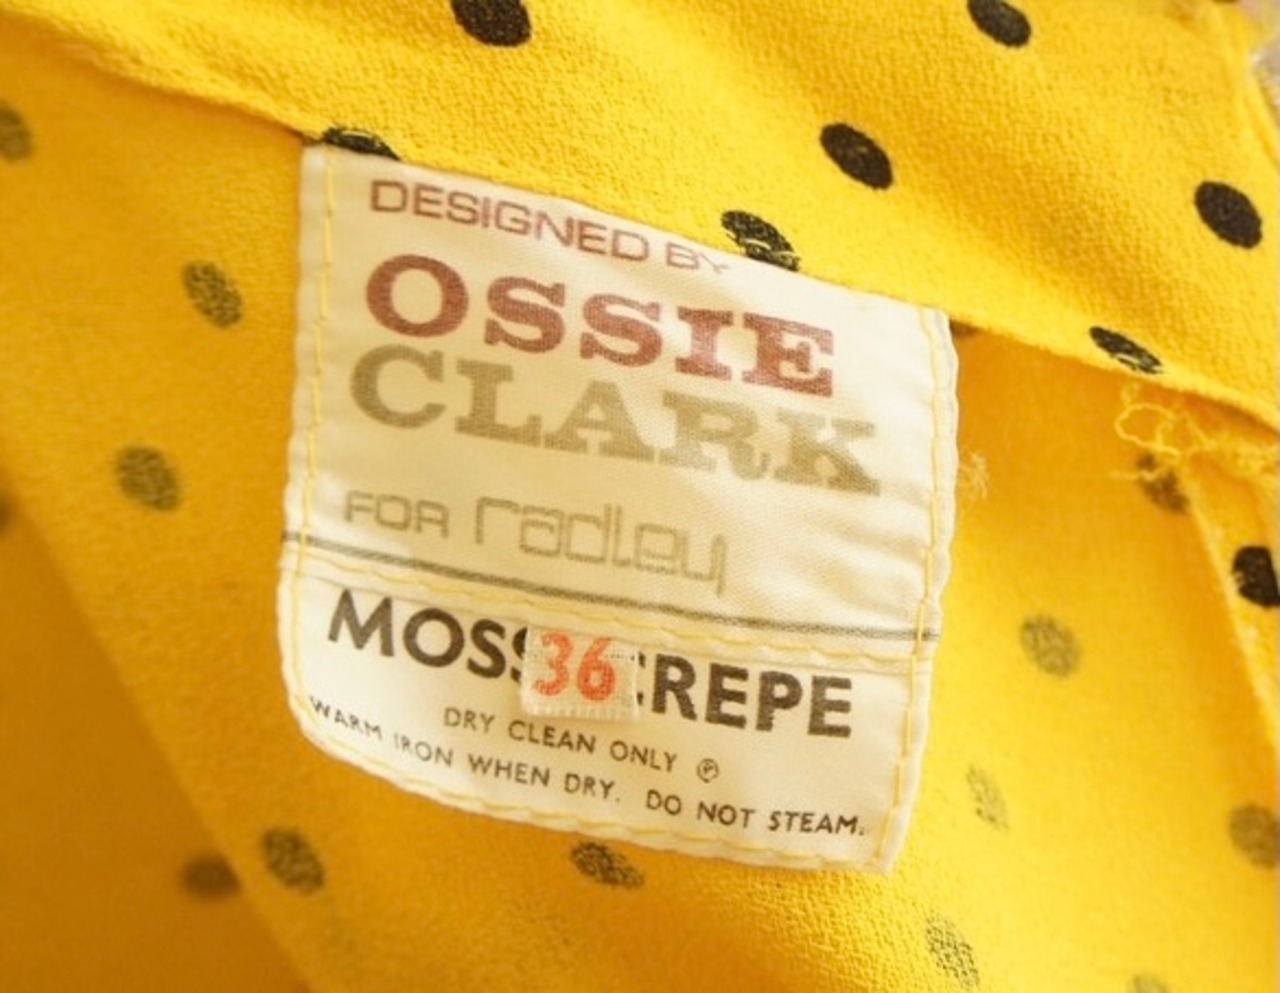 DESIGNED BY
OSSIE
CLARK
FOR radley
MOSS 36 CREPE
DRY CLEAN ONLY Ⓟ
WARM IRON WHEN DRY. DO NOT STEAM.